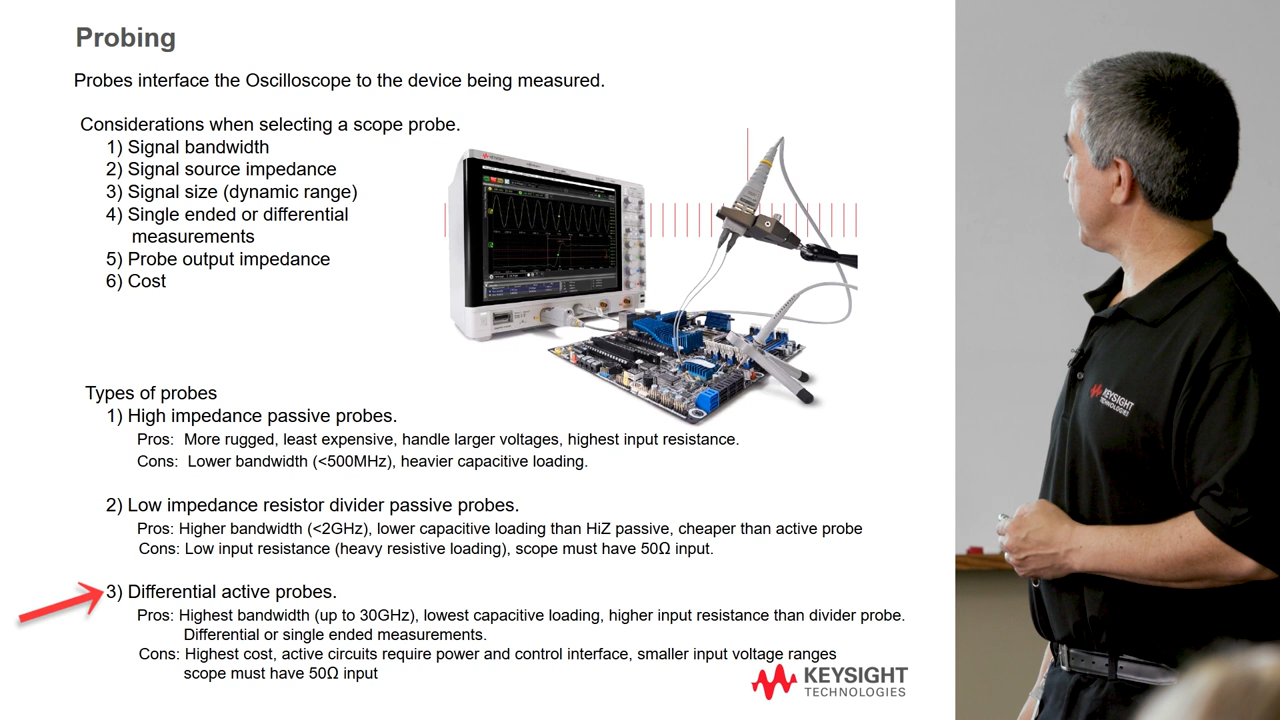 Probing
Probes interface the Oscilloscope to the device being measured.
Considerations when selecting a scope probe.
1) Signal bandwidth
2) Signal source impedance
3) Signal size (dynamic range)
4) Single ended or differential
measurements
5) Probe output impedance
6) Cost
KEYSIGHT
Types of probes
1) High impedance passive probes.
Pros: More rugged, least expensive, handle larger voltages, highest input resistance.
Cons: Lower bandwidth (<500MHz), heavier capacitive loading.
2) Low impedance resistor divider passive probes.
Pros: Higher bandwidth (<2GHz), lower capacitive loading than HiZ passive, cheaper than active probe
Cons: Low input resistance (heavy resistive loading), scope must have 50Ω input.
3) Differential active probes.
Pros: Highest bandwidth (up to 30GHz), lowest capacitive loading, higher input resistance than divider probe.
Differential or single ended measurements.
Cons: Highest cost, active circuits require power and control interface, smaller input voltage ranges
scope must have 50Ω input
KEYSIGHT
TECHNOLOGIES
KEYSIGHT
TECHNOLOGIES